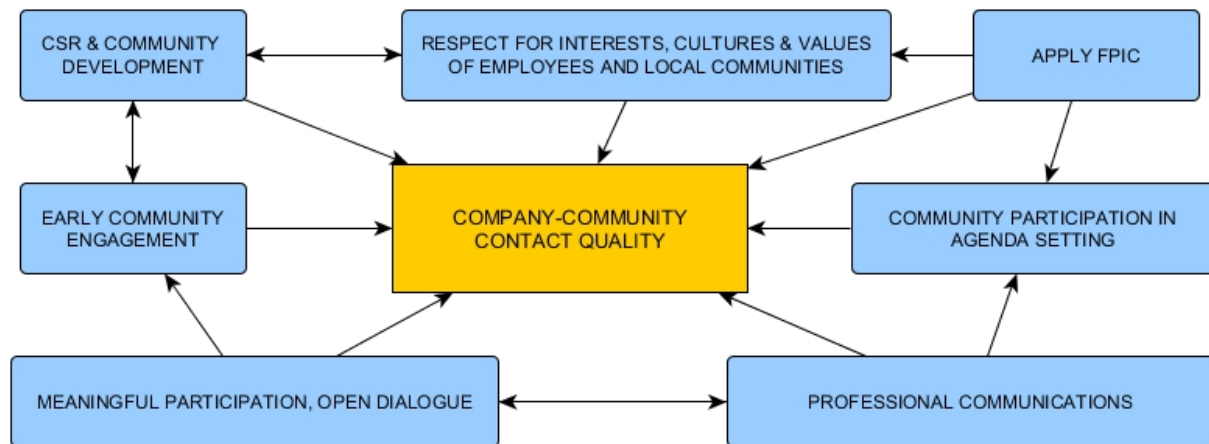 CSR & COMMUNITY
DEVELOPMENT
RESPECT FOR INTERESTS, CULTURES & VALUES
OF EMPLOYEES AND LOCAL COMMUNITIES
APPLY FPIC
EARLY COMMUNITY
ENGAGEMENT
COMPANY-COMMUNITY
CONTACT QUALITY
COMMUNITY PARTICIPATION IN
AGENDA SETTING
MEANINGFUL PARTICIPATION, OPEN DIALOGUE
PROFESSIONAL COMMUNICATIONS